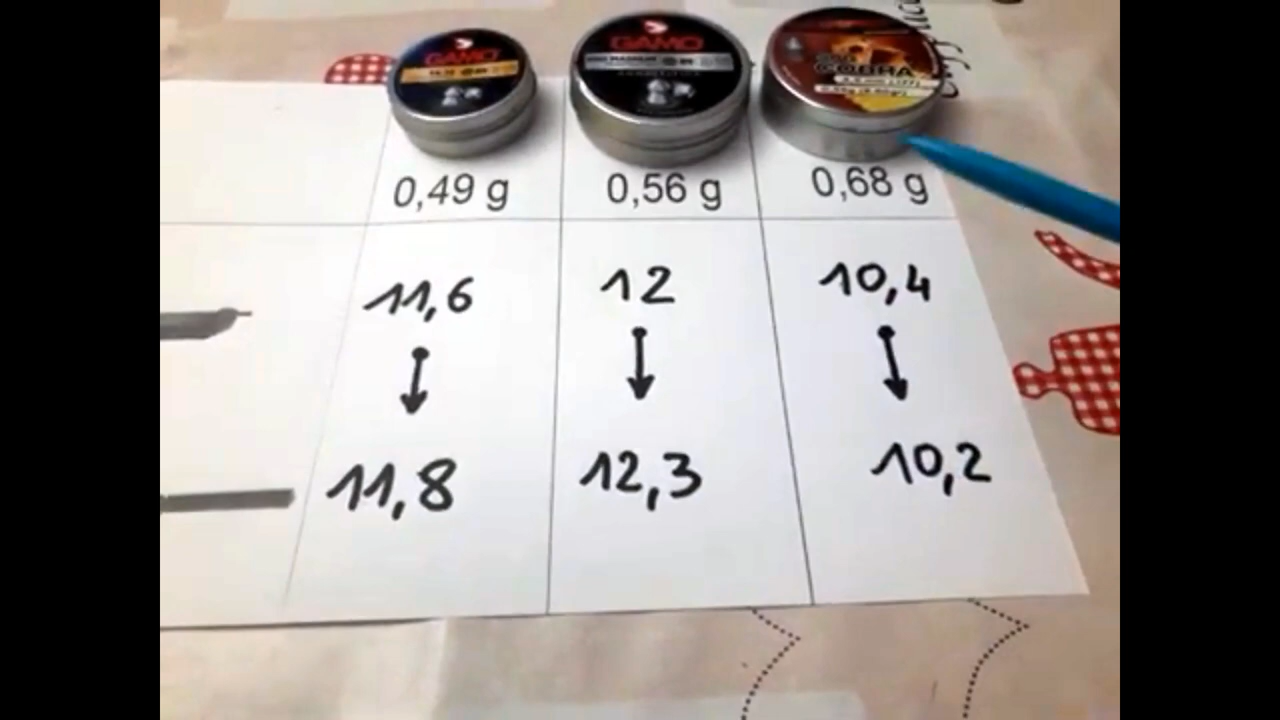 GAMO
GAMO
COBRA
0,49 g
0,56 g
0,68 g
11,6
12
10,4
11,8
12,3
10,2